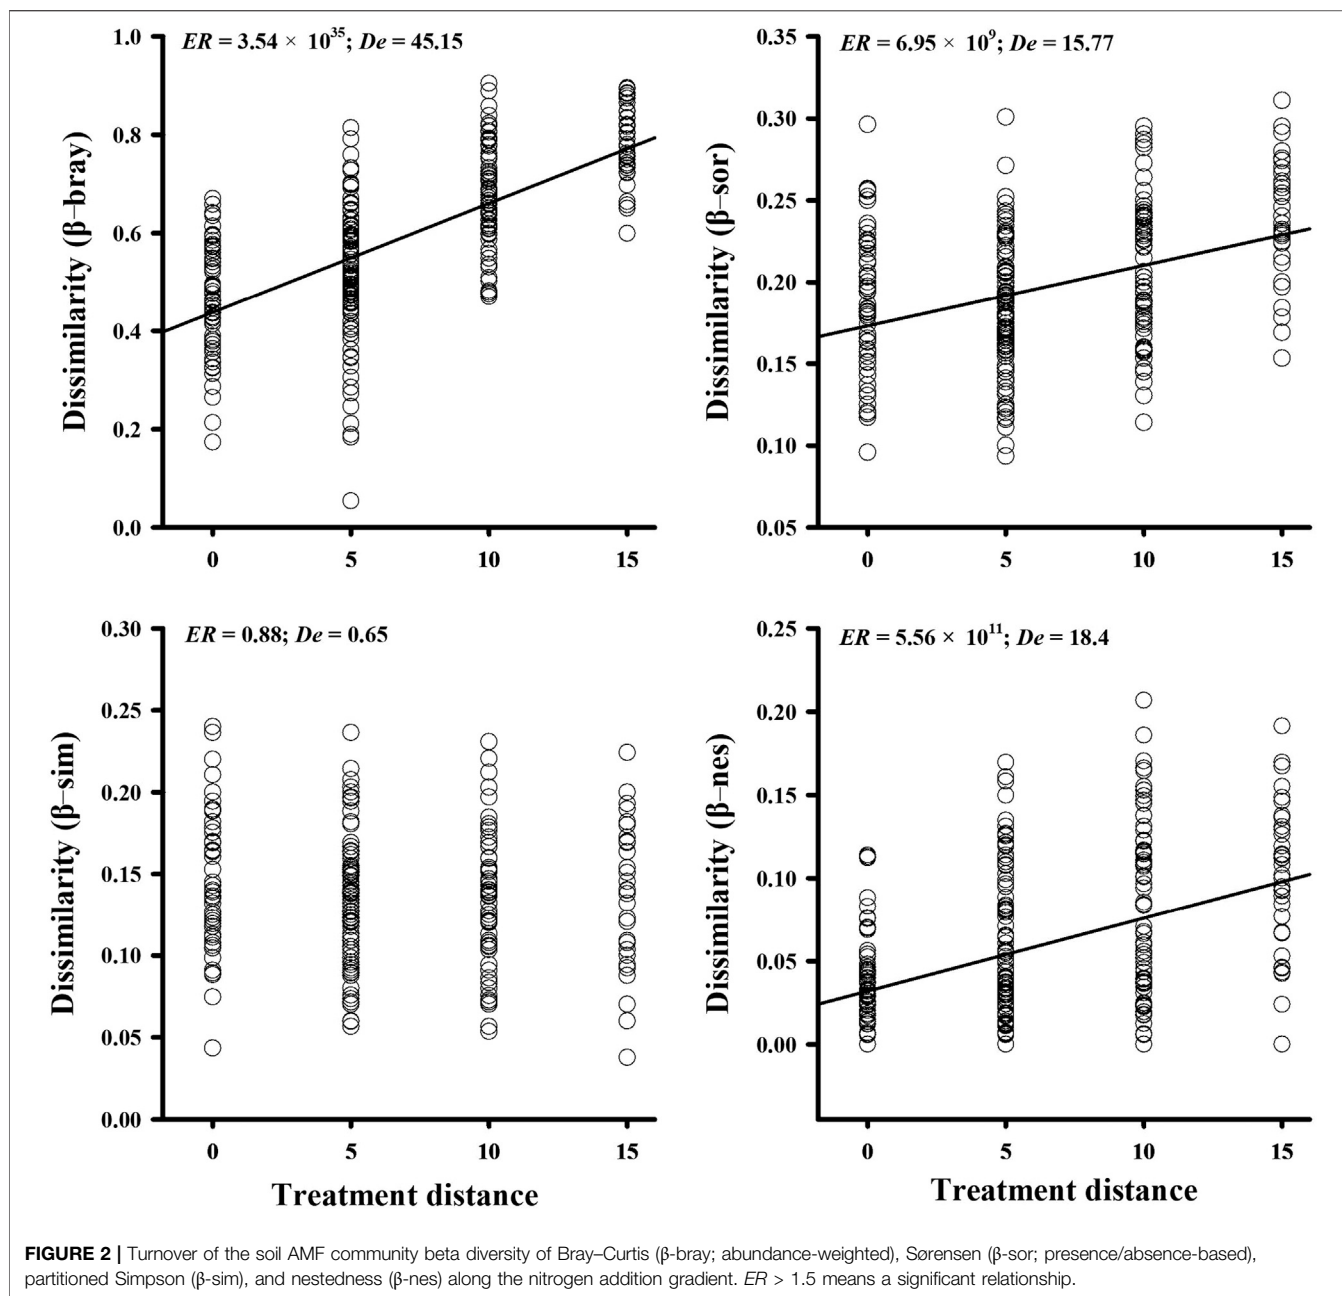 ER = 3.54 × 10³⁵; De = 45.15
1.0
0.8
0.6
0.4
0.2
0.0
Dissimilarity (β–bray)
0 5 10 15
ER = 6.95 × 10⁹; De = 15.77
0.35
0.30
0.25
0.20
0.15
0.10
0.05
Dissimilarity (β–sor)
0 5 10 15
ER = 0.88; De = 0.65
0.30
0.25
0.20
0.15
0.10
0.05
0.00
Dissimilarity (β–sim)
0 5 10 15
Treatment distance
ER = 5.56 × 10¹¹; De = 18.4
0.25
0.20
0.15
0.10
0.05
0.00
Dissimilarity (β–nes)
0 5 10 15
Treatment distance
FIGURE 2 | Turnover of the soil AMF community beta diversity of Bray–Curtis (β-bray; abundance-weighted), Sørensen (β-sor; presence/absence-based),
partitioned Simpson (β-sim), and nestedness (β-nes) along the nitrogen addition gradient. ER > 1.5 means a significant relationship.